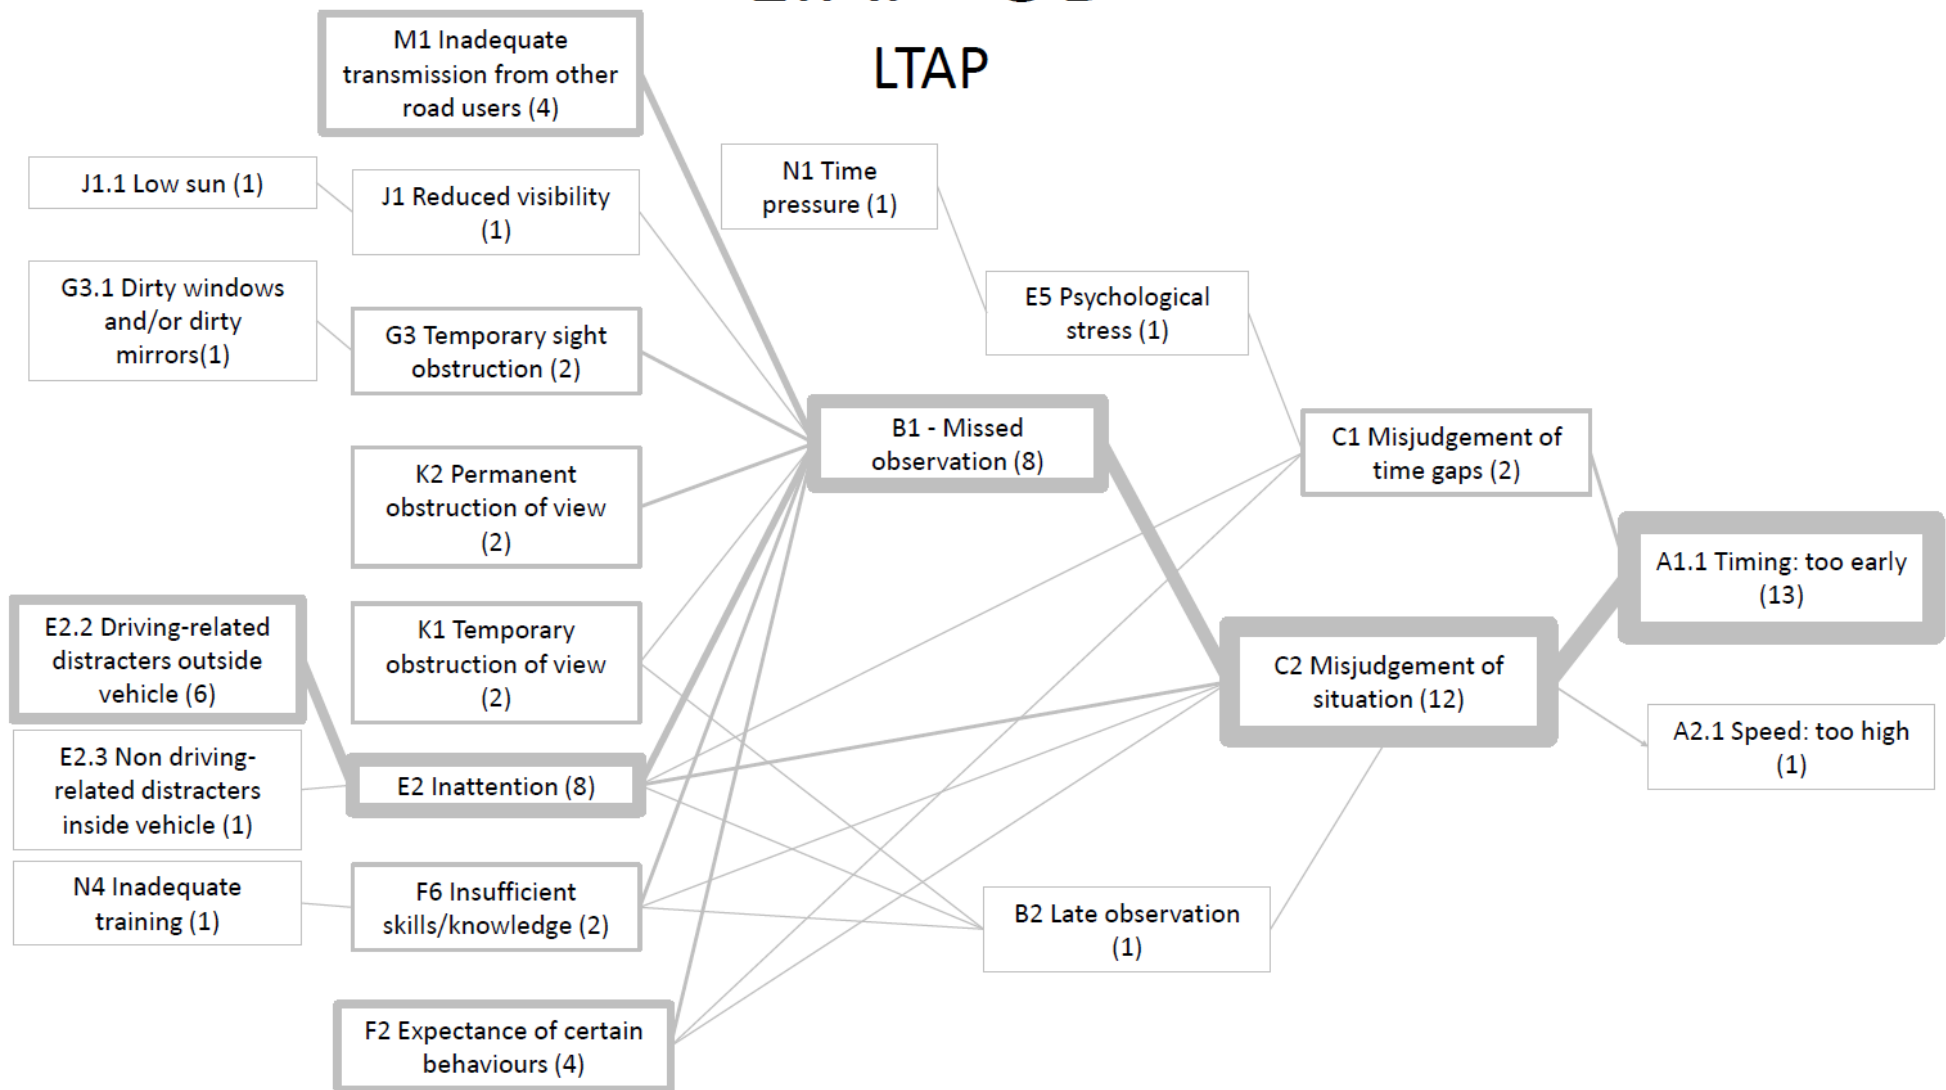 LTAP
M1 Inadequate
transmission from other
road users (4)
J1.1 Low sun (1)
J1 Reduced visibility
(1)
N1 Time
pressure (1)
G3.1 Dirty windows
and/or dirty
mirrors(1)
G3 Temporary sight
obstruction (2)
E5 Psychological
stress (1)
B1 - Missed
observation (8)
C1 Misjudgement of
time gaps (2)
K2 Permanent
obstruction of view
(2)
A1.1 Timing: too early
(13)
E2.2 Driving-related
distracters outside
vehicle (6)
K1 Temporary
obstruction of view
(2)
C2 Misjudgement of
situation (12)
A2.1 Speed: too high
(1)
E2.3 Non driving-
related distracters
inside vehicle (1)
E2 Inattention (8)
N4 Inadequate
training (1)
F6 Insufficient
skills/knowledge (2)
B2 Late observation
(1)
F2 Expectance of certain
behaviours (4)